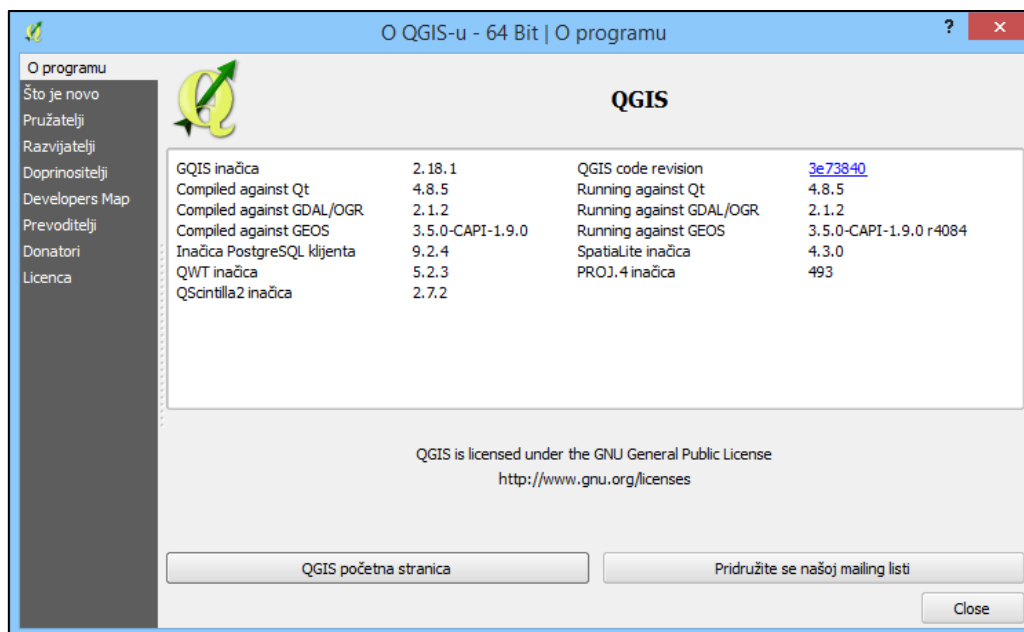 O QGIS-u - 64 Bit | O programu
?
O programu
Što je novo
Pružatelji
Razvijatelji
Doprinositelji
Developers Map
Prevoditelji
Donatori
Licenca
QGIS
GQIS inačica 2.18.1 QGIS code revision 3e73840
Compiled against Qt 4.8.5 Running against Qt 4.8.5
Compiled against GDAL/OGR 2.1.2 Running against GDAL/OGR 2.1.2
Compiled against GEOS 3.5.0-CAPI-1.9.0 Running against GEOS 3.5.0-CAPI-1.9.0 r4084
Inačica PostgreSQL klijenta 9.2.4 SpatiaLite inačica 4.3.0
QWT inačica 5.2.3 PROJ.4 inačica 493
QScintilla2 inačica 2.7.2
QGIS is licensed under the GNU General Public License
http://www.gnu.org/licenses
QGIS početna stranica Pridružite se našoj mailing listi
Close